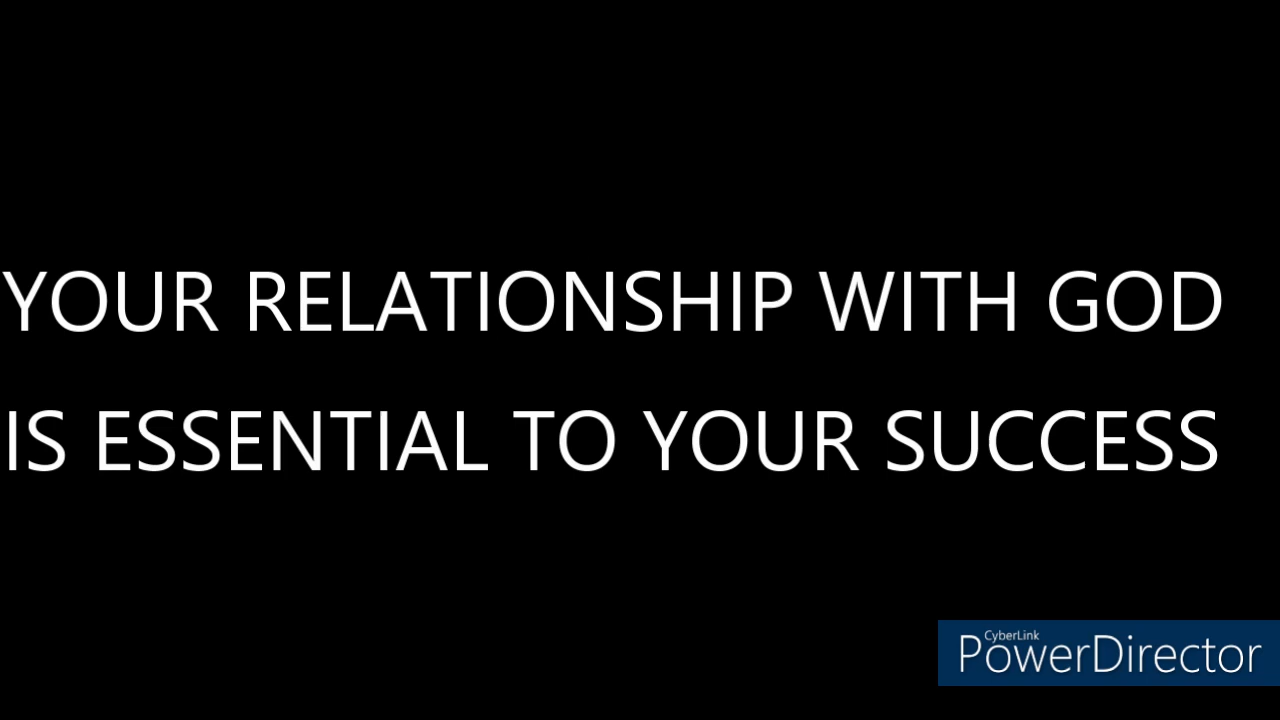 YOUR RELATIONSHIP WITH GOD
IS ESSENTIAL TO YOUR SUCCESS
CyberLink
PowerDirector